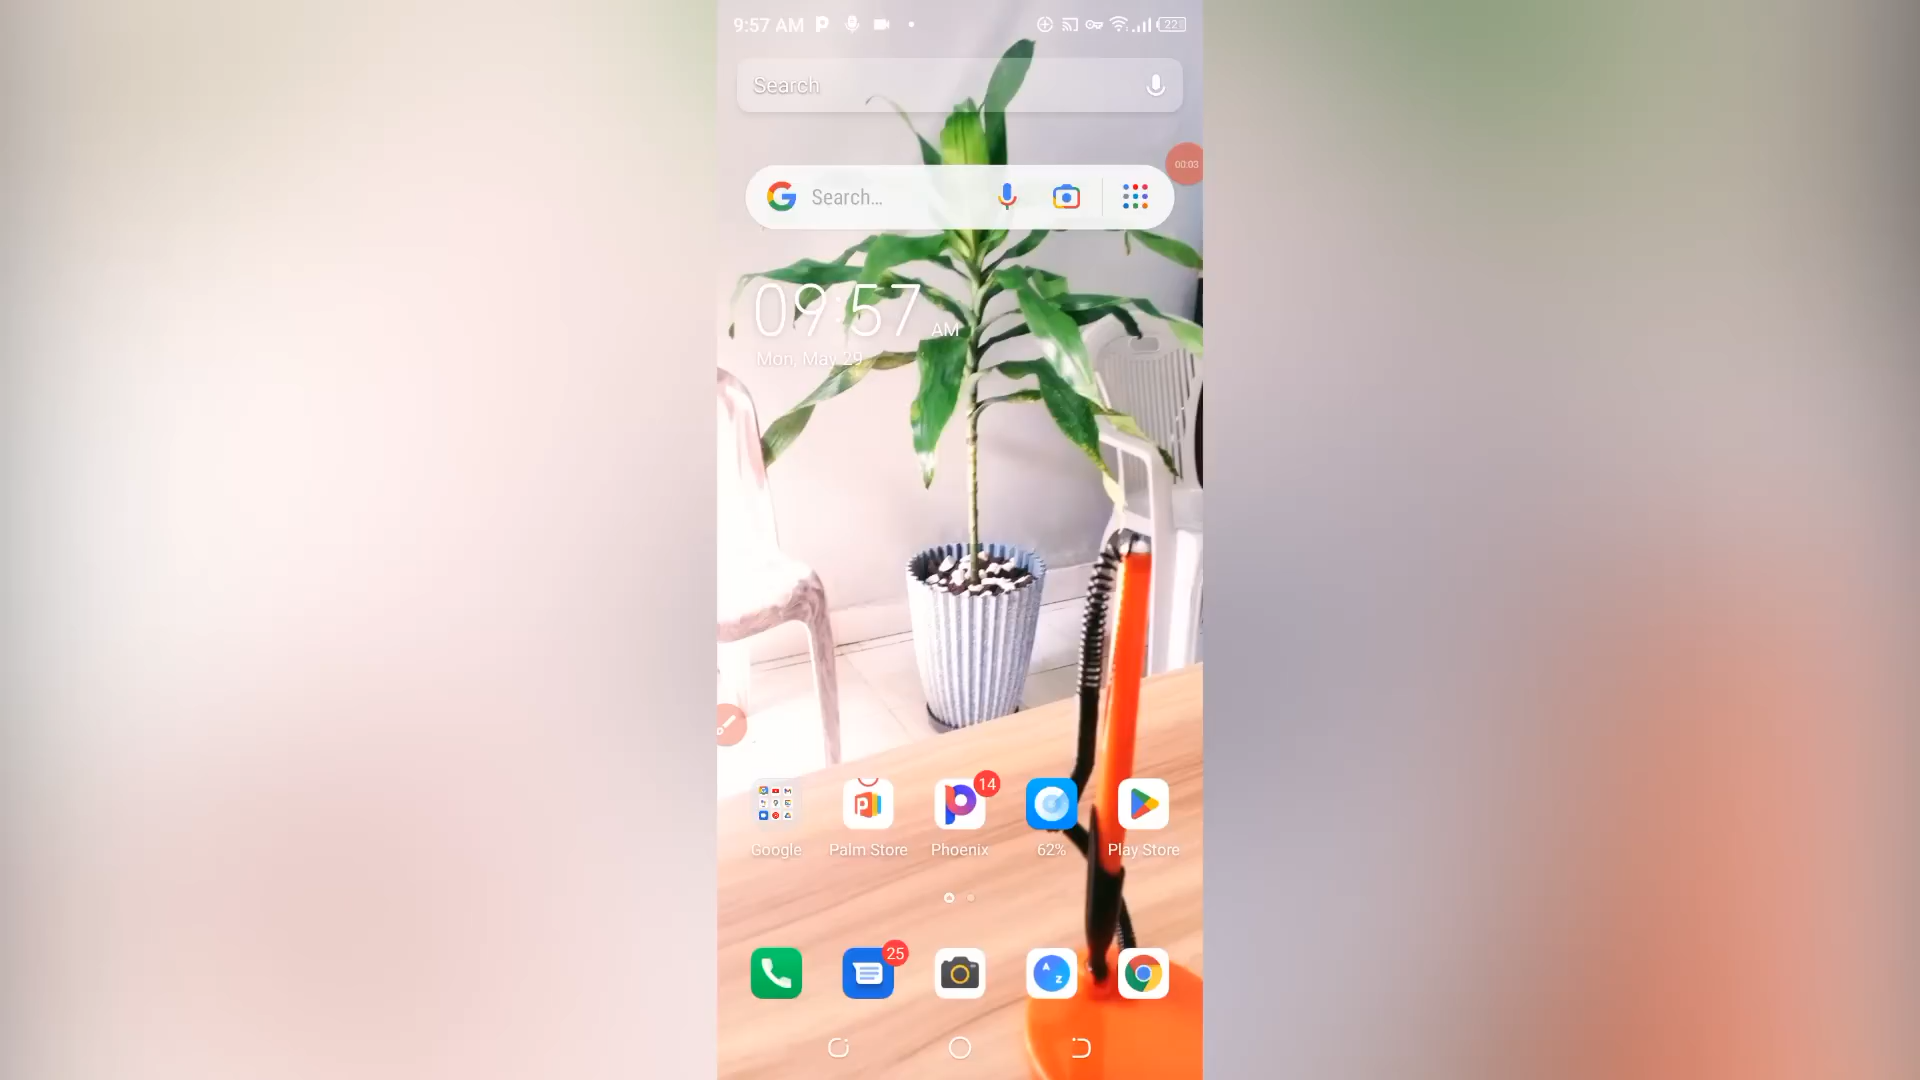 9:57 AM
22
Search
00:03
Search...
09:57 AM
Mon, May 29
14
Google
Palm Store
Phoenix
62%
Play Store
25
A
Z